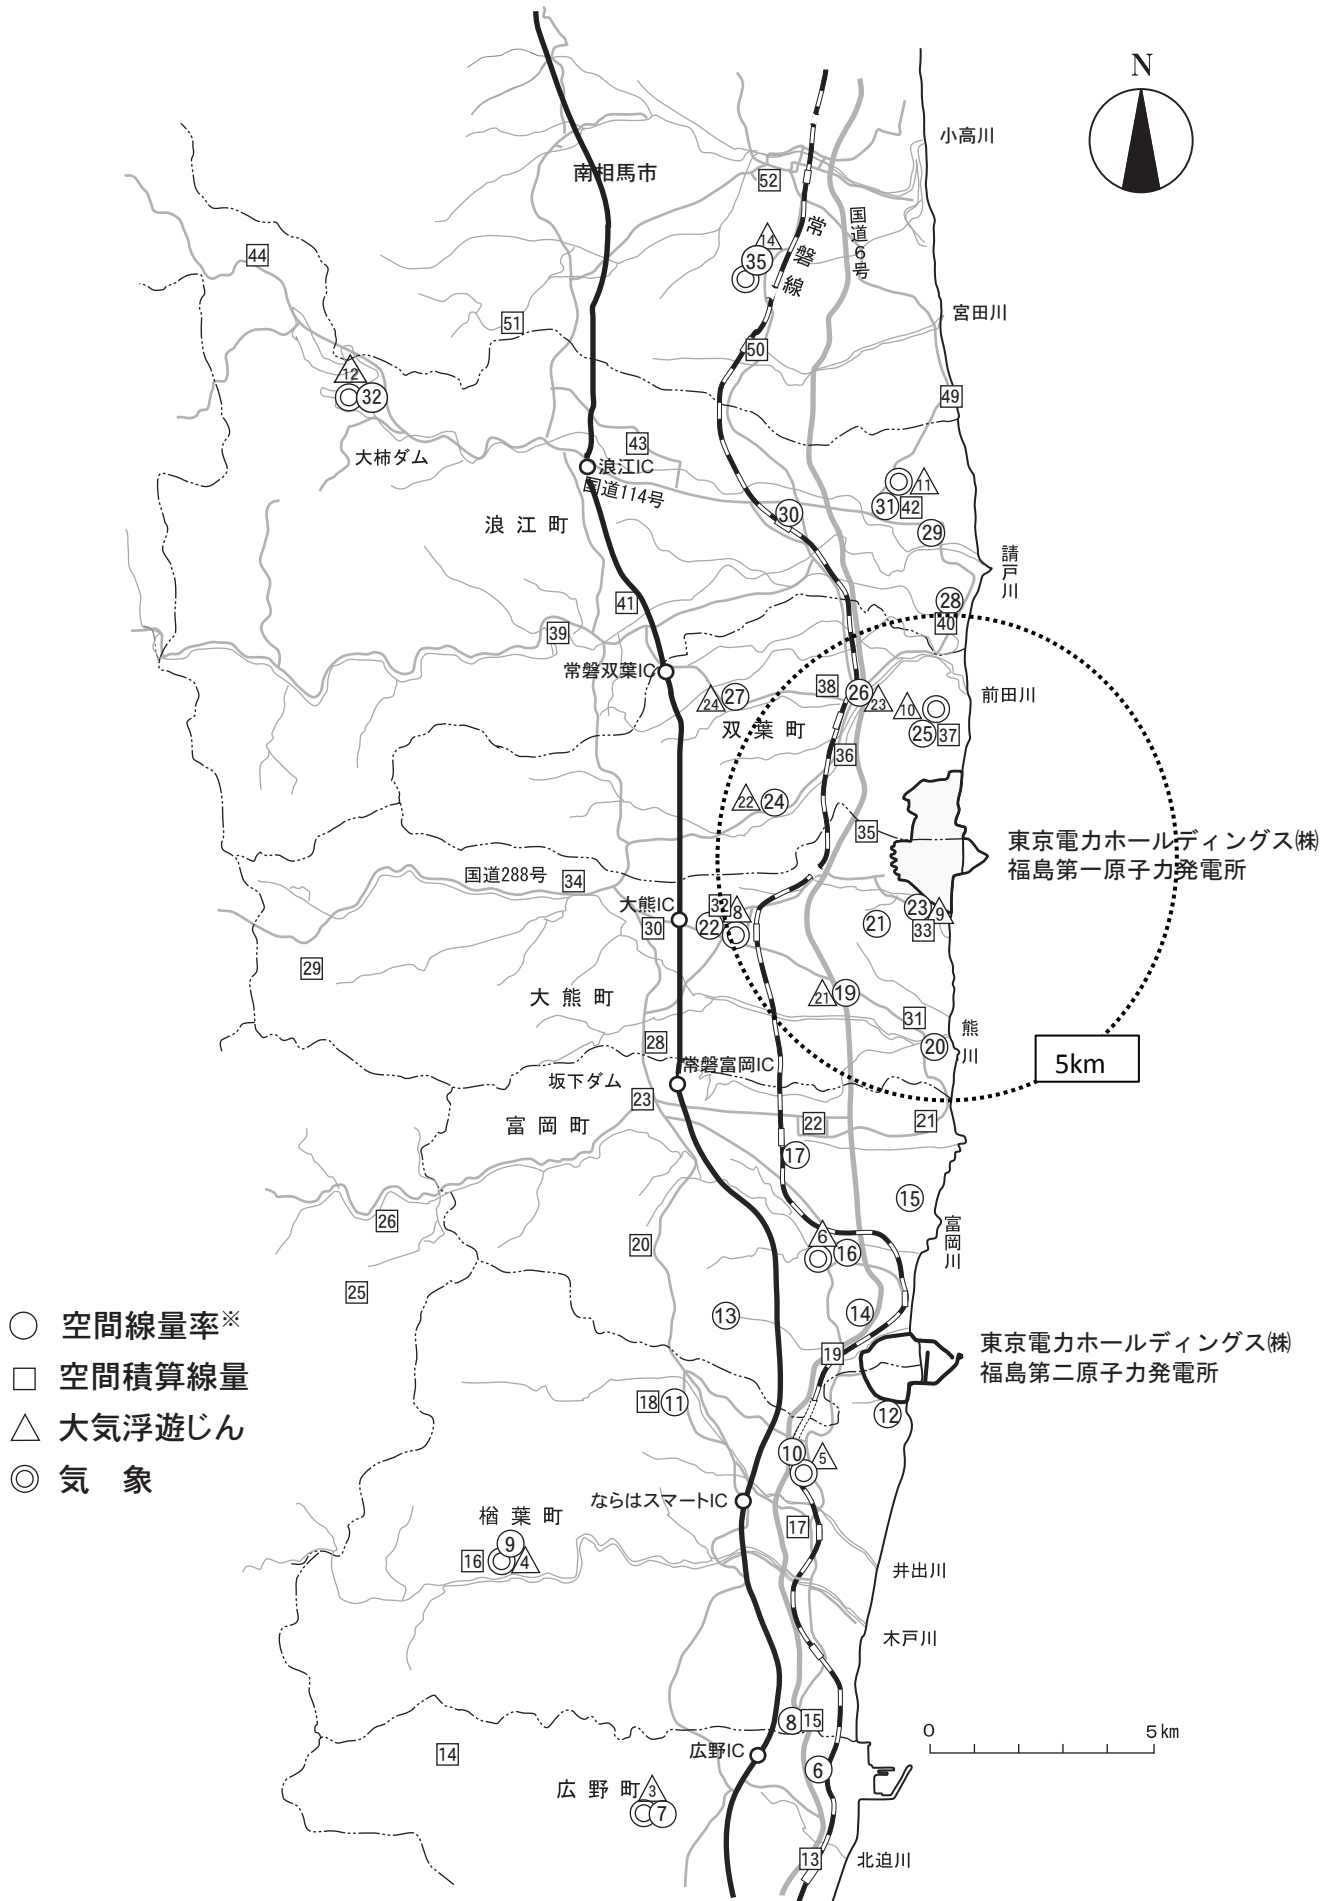 N
小高川
南相馬市
52
国道6号
常磐線
14
35
44
宮田川
51
50
12
32
49
43
大柿ダム
浪江IC
国道114号
11
31
42
30
29
浪江町
請戸川
28
41
40
39
常磐双葉IC
38
26
23
10
前田川
24
27
25
37
双葉町
36
22
24
35
東京電力ホールディングス㈱
福島第一原子力発電所
国道288号
34
大熊IC
32
8
23
9
30
22
21
33
29
21
19
大熊町
31
熊川
20
28
5km
常磐富岡IC
坂下ダム
23
22
21
富岡町
17
15
26
富岡川
6
20
16
25
13
14
○ 空間線量率※
□ 空間積算線量
△ 大気浮遊じん
◎ 気 象
19
東京電力ホールディングス㈱
福島第二原子力発電所
18
11
12
10
5
ならはスマートIC
楢葉町
17
9
16
4
井出川
木戸川
8
15
0
5km
広野IC
14
6
広野町
3
7
13
北迫川